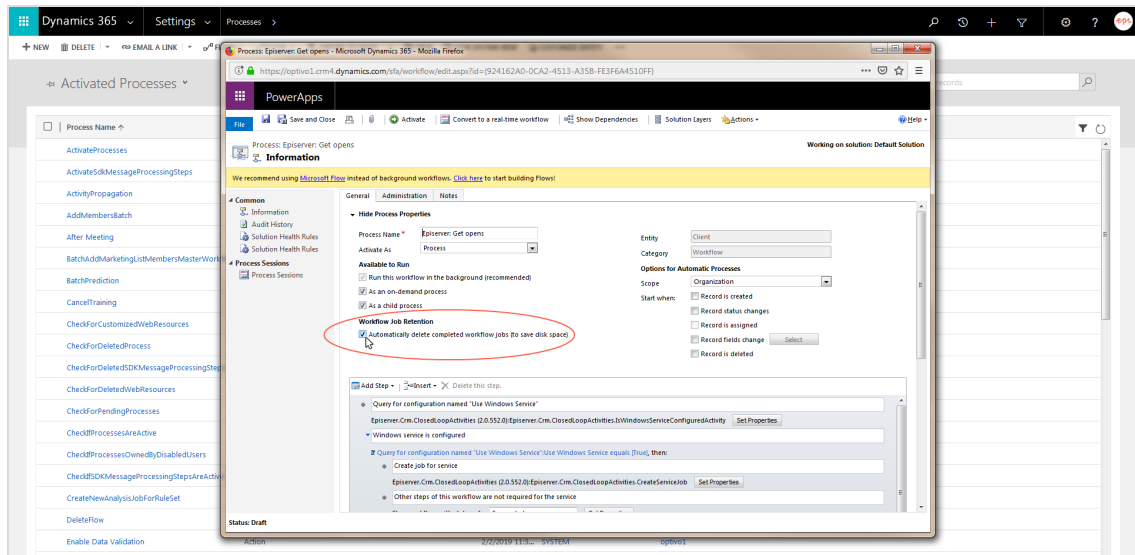 Dynamics 365 Settings Processes >
+ NEW DELETE EMAIL A LINK
Activated Processes
Process Name ↑
ActivateProcesses
ActivateSdkMessageProcessingSteps
ActivityPropagation
AddMembersBatch
After Meeting
BatchAddMarketingListMembersMasterWork
BatchPrediction
CancelTraining
CheckForCustomizedWebResources
CheckForDeletedProcess
CheckForDeletedSDKMessageProcessingStep
CheckForDeletedWebResources
CheckForPendingProcesses
CheckIfProcessesAreActive
CheckIfProcessesOwnedByDisabledUsers
CheckIfSDKMessageProcessingStepsAreActive
CreateNewAnalysisJobForRuleSet
DeleteFlow
Enable Data Validation Action 2/2/2019 11:3... SYSTEM optivo1
records
Process: Episerver: Get opens - Microsoft Dynamics 365 - Mozilla Firefox
https://optivo1.crm4.dynamics.com/sfa/workflow/edit.aspx?id={924162A0-0CA2-4513-A35B-FE3F6A4510FF}
PowerApps
File Save and Close Activate Convert to a real-time workflow Show Dependencies Solution Layers Actions Help
Process: Episerver: Get opens
Information
Working on solution: Default Solution
We recommend using Microsoft Flow instead of background workflows. Click here to start building Flows!
Common
Information
Audit History
Solution Health Rules
Solution Health Rules
Process Sessions
Process Sessions
General Administration Notes
Hide Process Properties
Process Name * Episerver: Get opens
Activate As Process
Available to Run
Run this workflow in the background (recommended)
As an on-demand process
As a child process
Workflow Job Retention
Automatically delete completed workflow jobs (to save disk space)
Entity Client
Category Workflow
Options for Automatic Processes
Scope Organization
Start when: Record is created
Record status changes
Record is assigned
Record fields change Select
Record is deleted
Add Step Insert Delete this step.
Query for configuration named "Use Windows Service"
Episerver.Crm.ClosedLoopActivities (2.0.552.0):Episerver.Crm.ClosedLoopActivities.IsWindowsServiceConfiguredActivity Set Properties
Windows service is configured
If Query for configuration named "Use Windows Service":Use Windows Service equals [True], then:
Create job for service
Episerver.Crm.ClosedLoopActivities (2.0.552.0):Episerver.Crm.ClosedLoopActivities.CreateServiceJob Set Properties
Other steps of this workflow are not required for the service
Status: Draft